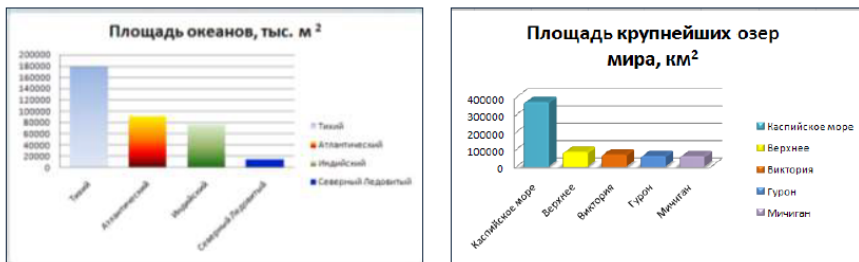 Площадь океанов, тыс. м ²
200000
180000
160000
140000
120000
100000
80000
60000
40000
20000
0
Тихий
Атлантический
Индийский
Северный Ледовитый
Тихий
Атлантический
Индийский
Северный Ледовитый
Площадь крупнейших озер
мира, км²
400000
300000
200000
100000
0
Каспийское море
Верхнее
Виктория
Гурон
Мичиган
Каспийское море
Верхнее
Виктория
Гурон
Мичиган